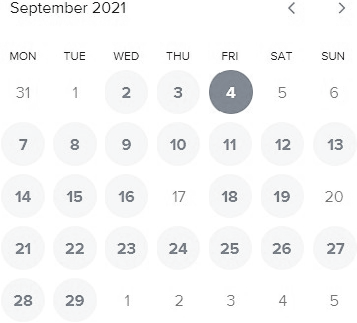 September 2021
MON TUE WED THU FRI SAT SUN
31 1 2 3 4 5 6
7 8 9 10 11 12 13
14 15 16 17 18 19 20
21 22 23 24 25 26 27
28 29 1 2 3 4 5